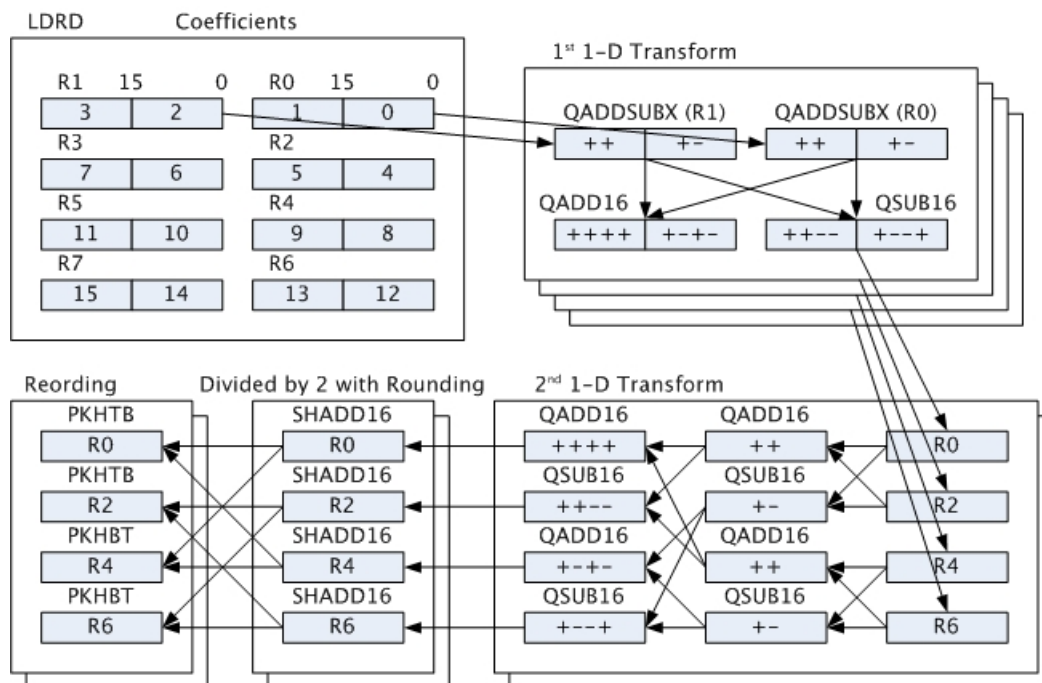 LDRD Coefficients
R1 15 0 R0 15 0
3 2 1 0
R3 R2
7 6 5 4
R5 R4
11 10 9 8
R7 R6
15 14 13 12
1st 1-D Transform
QADDSUBX (R1) QADDSUBX (R0)
++ +- ++ +-
QADD16 QSUB16
++++ +-+- ++-- +--+
Reording
PKHTB
R0
PKHTB
R2
PKHBT
R4
PKHBT
R6
Divided by 2 with Rounding
SHADD16
R0
SHADD16
R2
SHADD16
R4
SHADD16
R6
2nd 1-D Transform
QADD16 QADD16
++++ ++ R0
QSUB16 QSUB16
++-- +- R2
QADD16 QADD16
+-+- ++ R4
QSUB16 QSUB16
+--+ +- R6